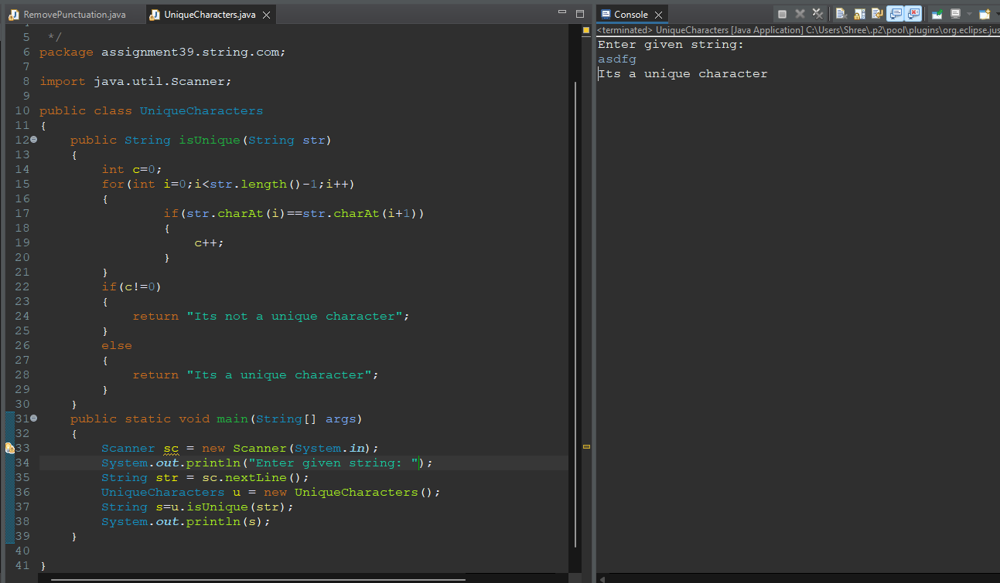 RemovePunctuation.java
UniqueCharacters.java
5 */
6 package assignment39.string.com;
7
8 import java.util.Scanner;
9
10 public class UniqueCharacters
11 {
12 public String isUnique(String str)
13 {
14 int c=0;
15 for(int i=0;i<str.length()-1;i++)
16 {
17 if(str.charAt(i)==str.charAt(i+1))
18 {
19 c++;
20 }
21 }
22 if(c!=0)
23 {
24 return "Its not a unique character";
25 }
26 else
27 {
28 return "Its a unique character";
29 }
30 }
31 public static void main(String[] args)
32 {
33 Scanner sc = new Scanner(System.in);
34 System.out.println("Enter given string: ");
35 String str = sc.nextLine();
36 UniqueCharacters u = new UniqueCharacters();
37 String s=u.isUnique(str);
38 System.out.println(s);
39 }
40
41 }
Console
<terminated> UniqueCharacters [Java Application] C:\Users\Shree\.p2\pool\plugins\org.eclipse.jus
Enter given string:
asdfg
Its a unique character